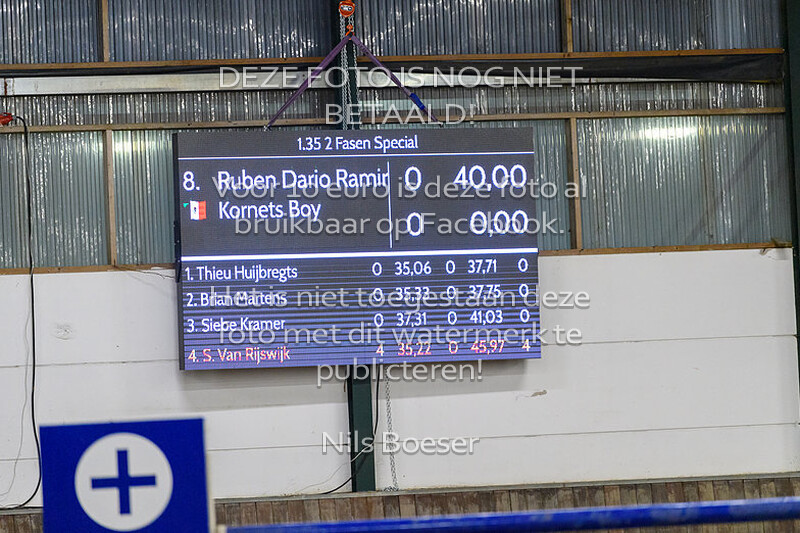 DEZE FOTO IS NOG NIET
BETAALD!
1.35 2 Fasen Special
8. Ruben Dario Ramir 0 40,00
Voor 10 euro is deze foto al
Kornets Boy 0 0,00
bruikbaar op Facebook.
1. Thieu Huijbregts 0 35,06 0 37,71 0
2. Brian Martens 0 35,33 0 37,75 0
Het is niet toegestaan deze
3. Siebe Kramer 0 37,31 0 41,03 0
foto met dit watermerk te
4. S. Van Rijswijk 4 35,22 0 45,97 4
publiceren!
Nils Boeser